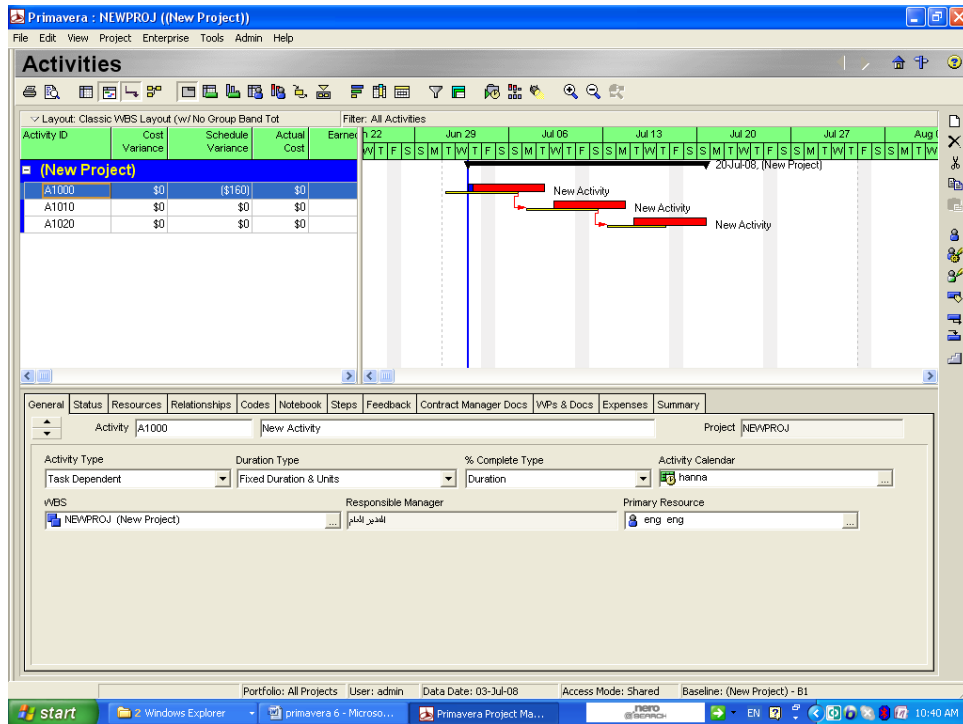 Primavera : NEWPROJ ((New Project))
File Edit View Project Enterprise Tools Admin Help
Activities
Layout: Classic WBS Layout (w/ No Group Band Tot
Filter: All Activities
Activity ID Cost Variance Schedule Variance Actual Cost Earned
n 22 Jun 29 Jul 06 Jul 13 Jul 20 Jul 27 Aug
W T F S S M T W T F S S M T W T F S S M T W T F S S M T W T F S S M T W T F S S M T W
(New Project)
20-Jul-08, (New Project)
A1000 $0 ($160) $0
New Activity
A1010 $0 $0 $0
New Activity
A1020 $0 $0 $0
New Activity
General Status Resources Relationships Codes Notebook Steps Feedback Contract Manager Docs WPs & Docs Expenses Summary
Activity A1000 New Activity Project NEWPROJ
Activity Type Duration Type % Complete Type Activity Calendar
Task Dependent Fixed Duration & Units Duration hanna
WBS Responsible Manager Primary Resource
NEWPROJ (New Project) المدير العام eng eng
Portfolio: All Projects User: admin Data Date: 03-Jul-08 Access Mode: Shared Baseline: (New Project) - B1
start 2 Windows Explorer primavera 6 - Microso... Primavera Project Ma... nero SEARCH EN 10:40 AM